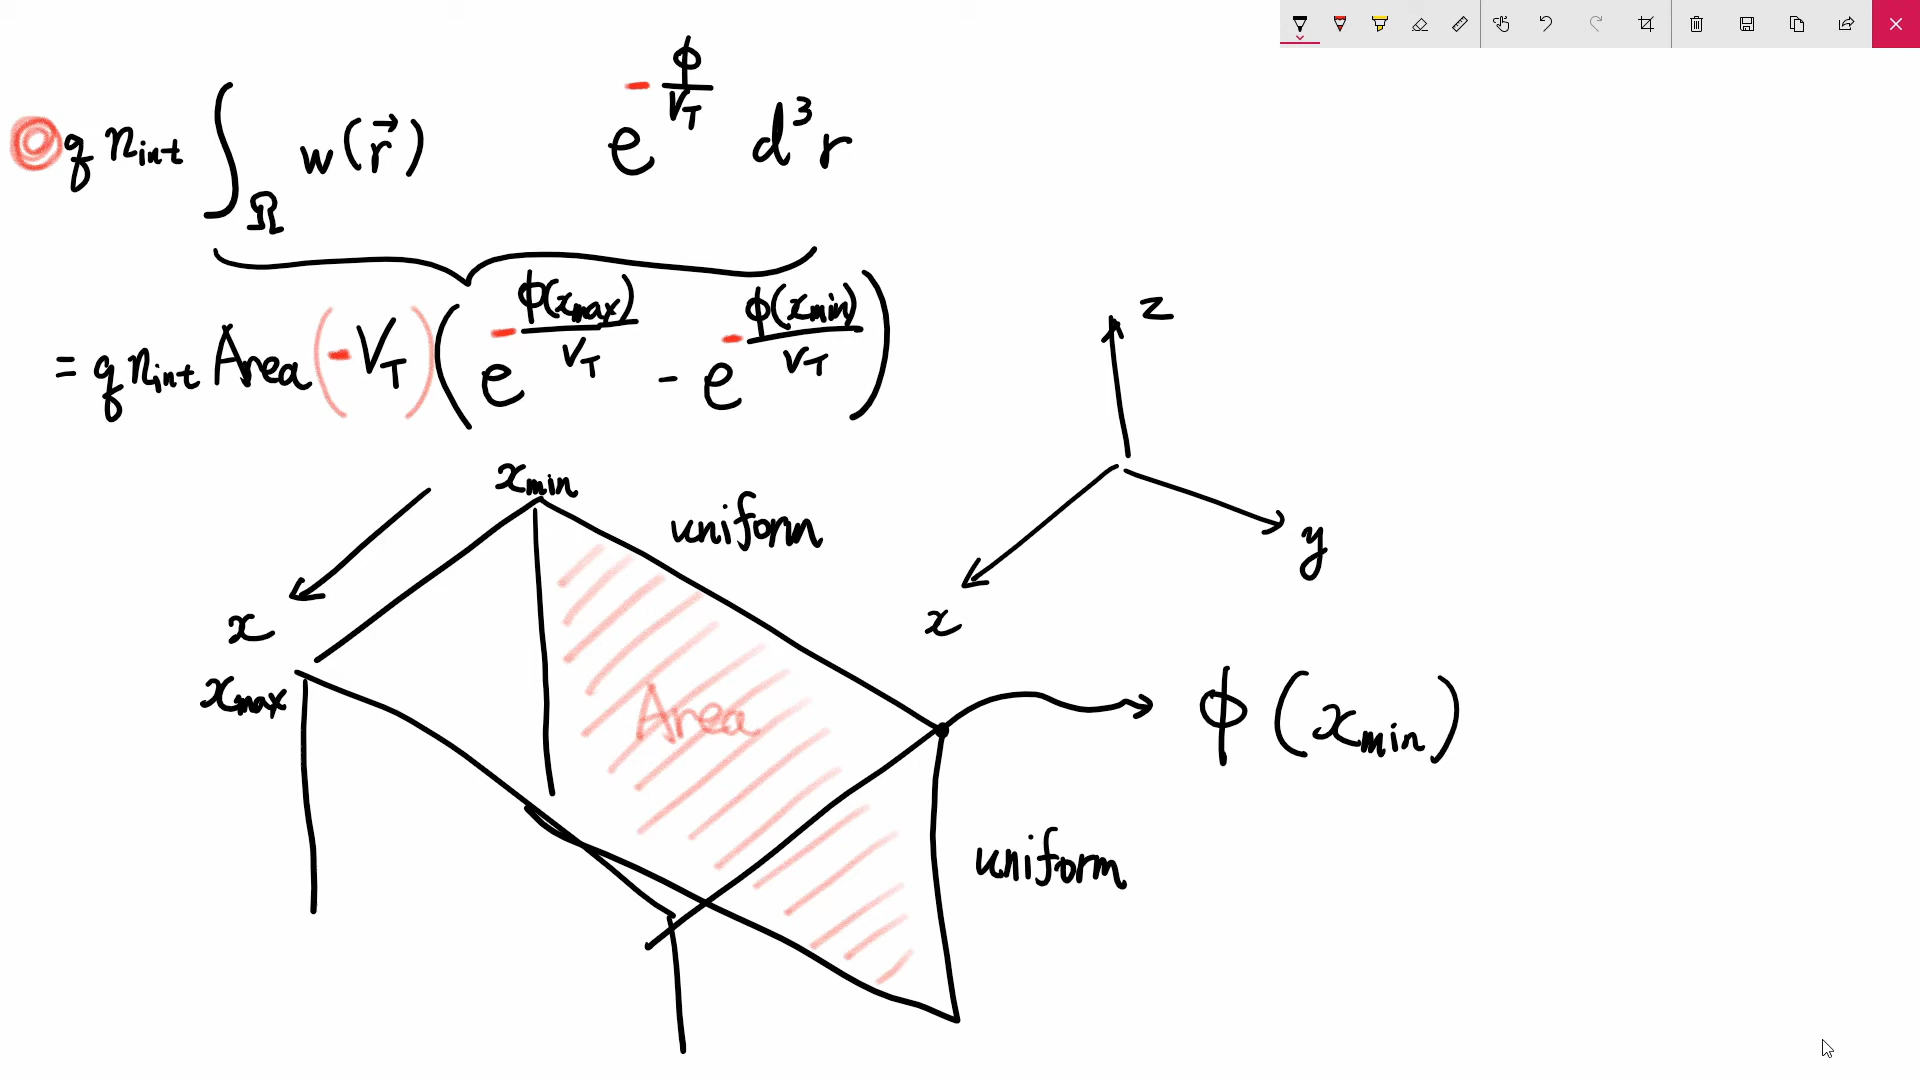 q n_int ∫_Ω w(r⃗) e^{-ϕ/V_T} d³r
= q n_int Area (-V_T) ( e^{-ϕ(x_max)/V_T} - e^{-ϕ(x_min)/V_T} )
z
x_min
uniform
y
x
x
x_max
Area
ϕ (x_min)
uniform